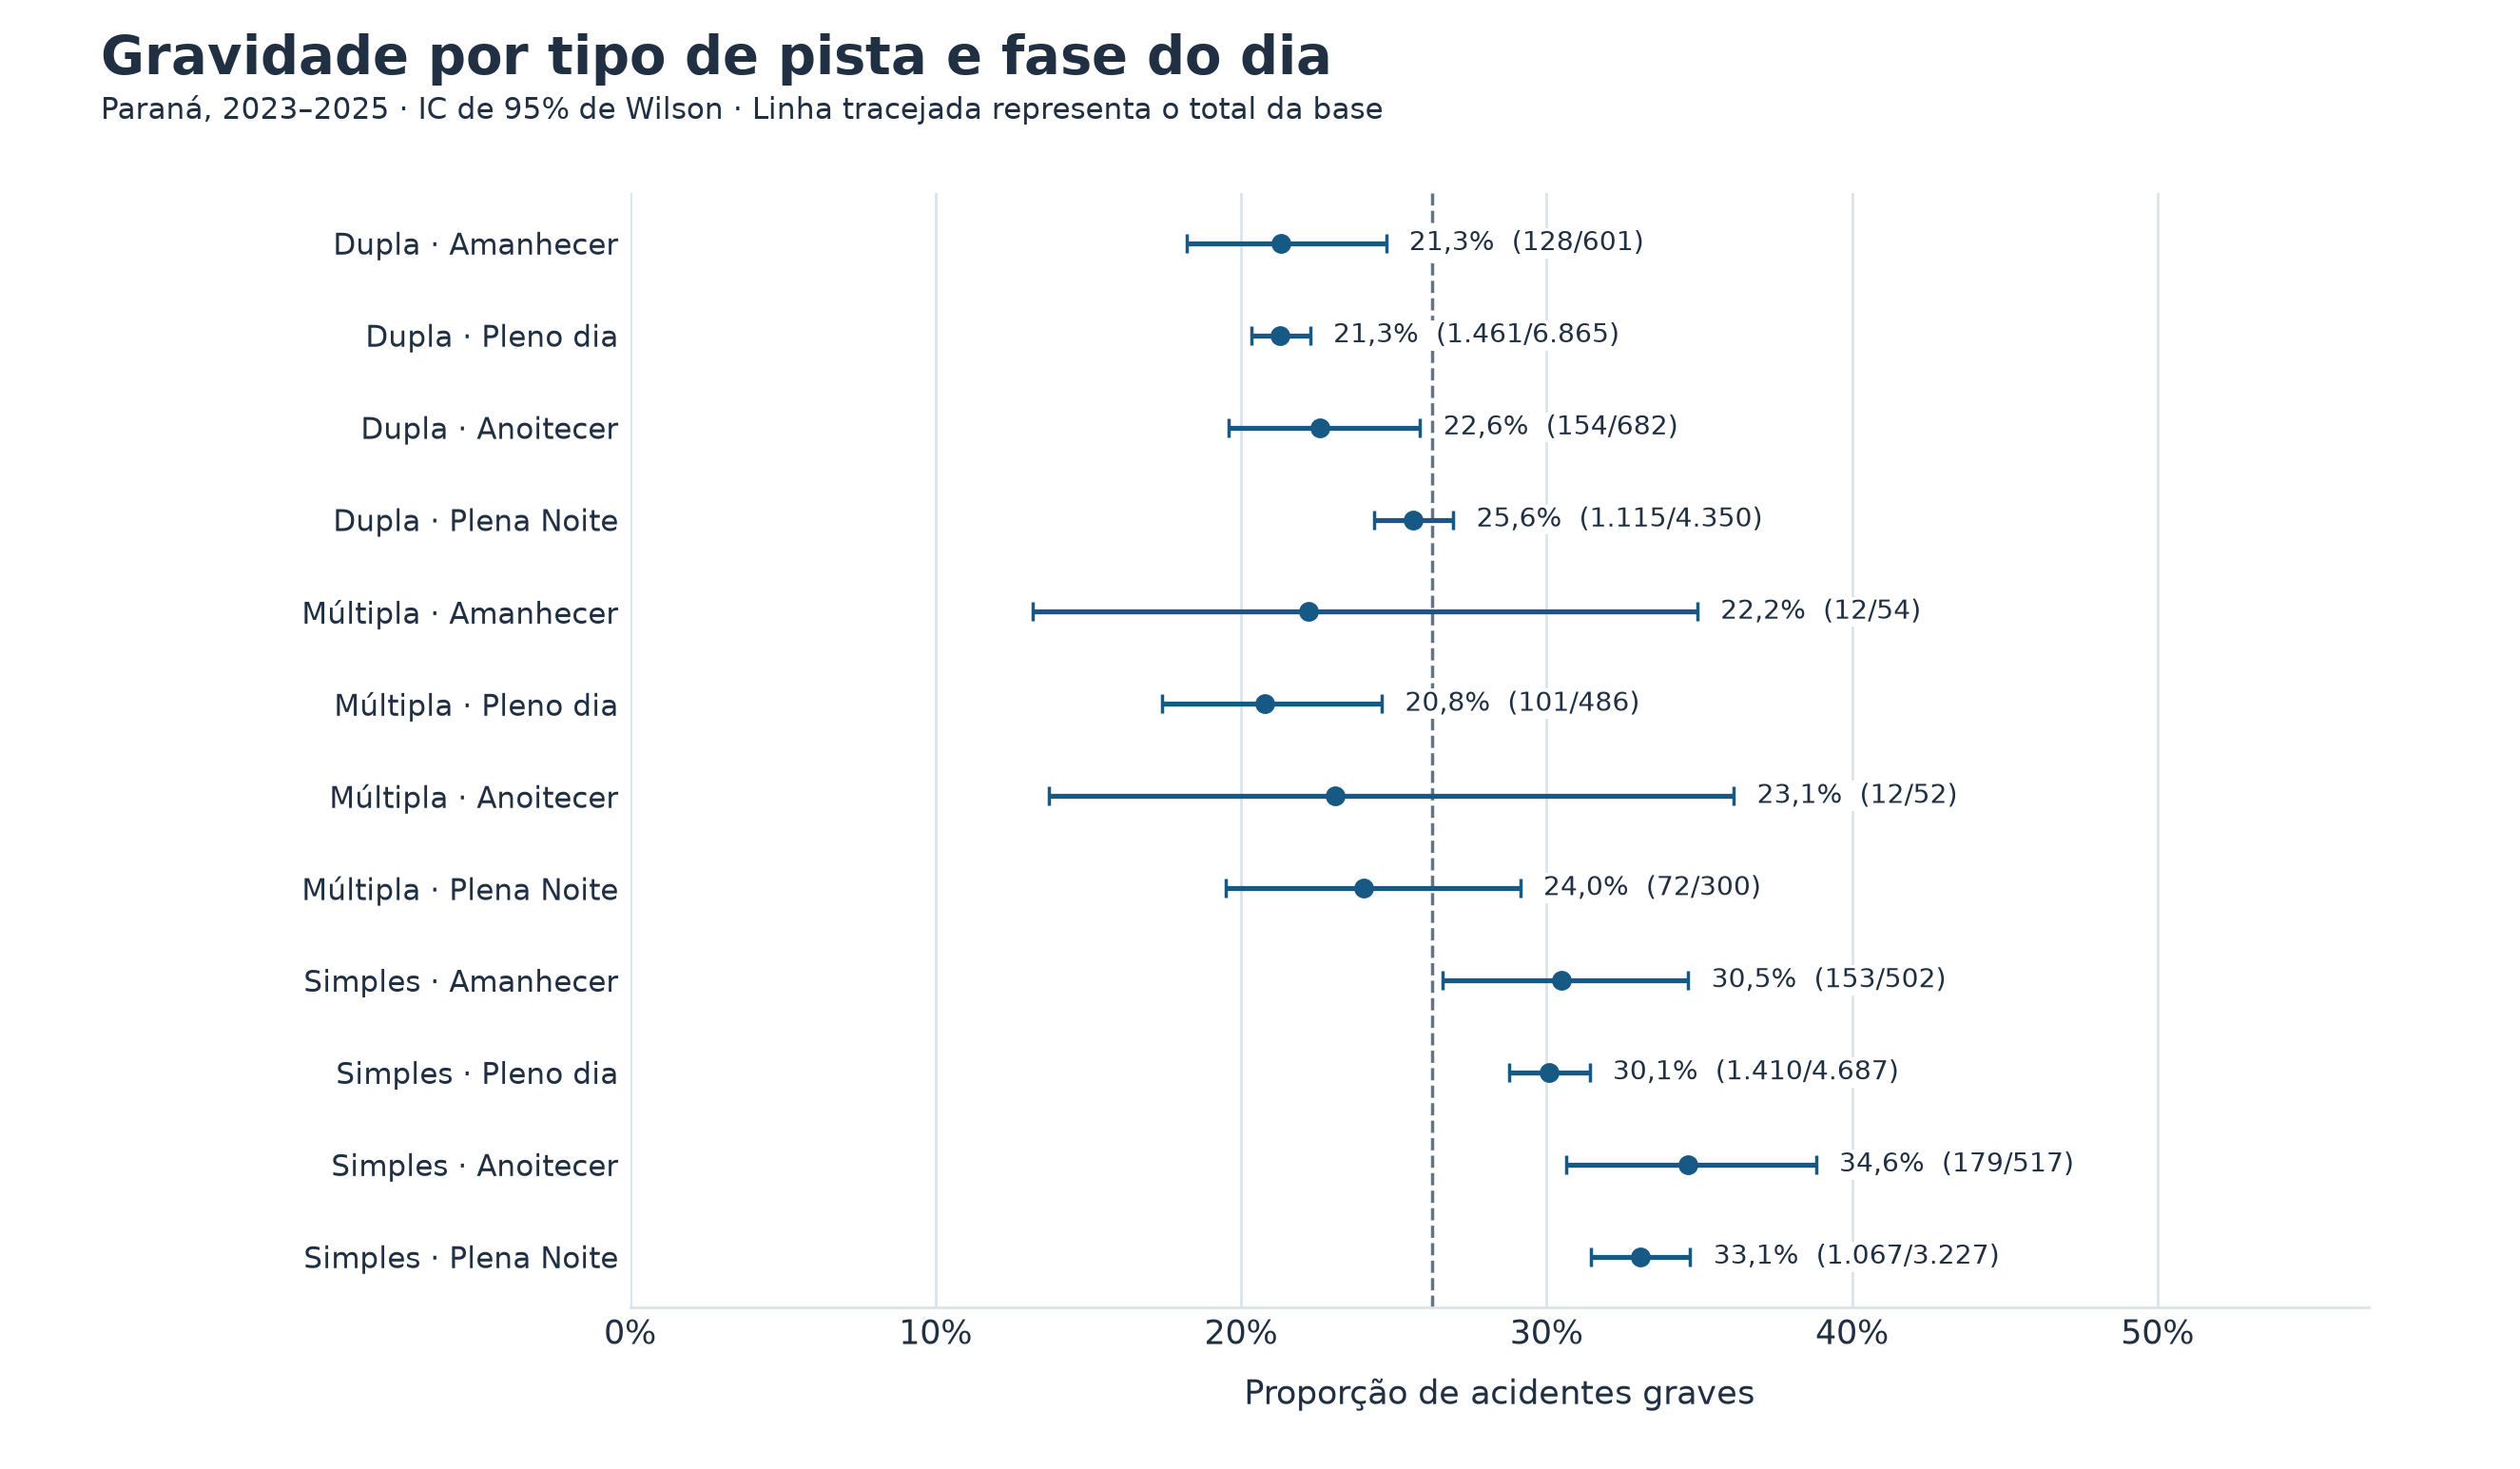 Gravidade por tipo de pista e fase do dia
Paraná, 2023–2025 · IC de 95% de Wilson · Linha tracejada representa o total da base
Dupla · Amanhecer 21,3% (128/601)
Dupla · Pleno dia 21,3% (1.461/6.865)
Dupla · Anoitecer 22,6% (154/682)
Dupla · Plena Noite 25,6% (1.115/4.350)
Múltipla · Amanhecer 22,2% (12/54)
Múltipla · Pleno dia 20,8% (101/486)
Múltipla · Anoitecer 23,1% (12/52)
Múltipla · Plena Noite 24,0% (72/300)
Simples · Amanhecer 30,5% (153/502)
Simples · Pleno dia 30,1% (1.410/4.687)
Simples · Anoitecer 34,6% (179/517)
Simples · Plena Noite 33,1% (1.067/3.227)
0% 10% 20% 30% 40% 50%
Proporção de acidentes graves